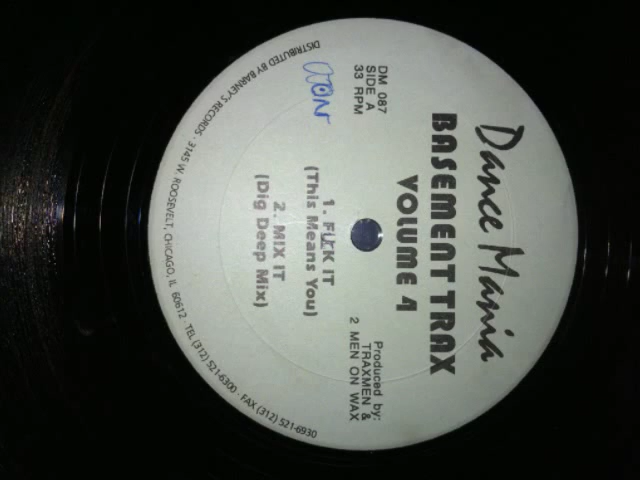 Dance Mania
BASEMENT TRAX
VOLUME 4
DM 087
SIDE A
33 RPM
Produced by:
TRAXMEN &
2 MEN ON WAX
1. FU*K IT
(This Means You)
2. MIX IT
(Dig Deep Mix)
DISTRIBUTED BY BARNEY'S RECORDS · 3145 W. ROOSEVELT, CHICAGO, IL 60612 · TEL (312) 521-6300 · FAX (312) 521-6930